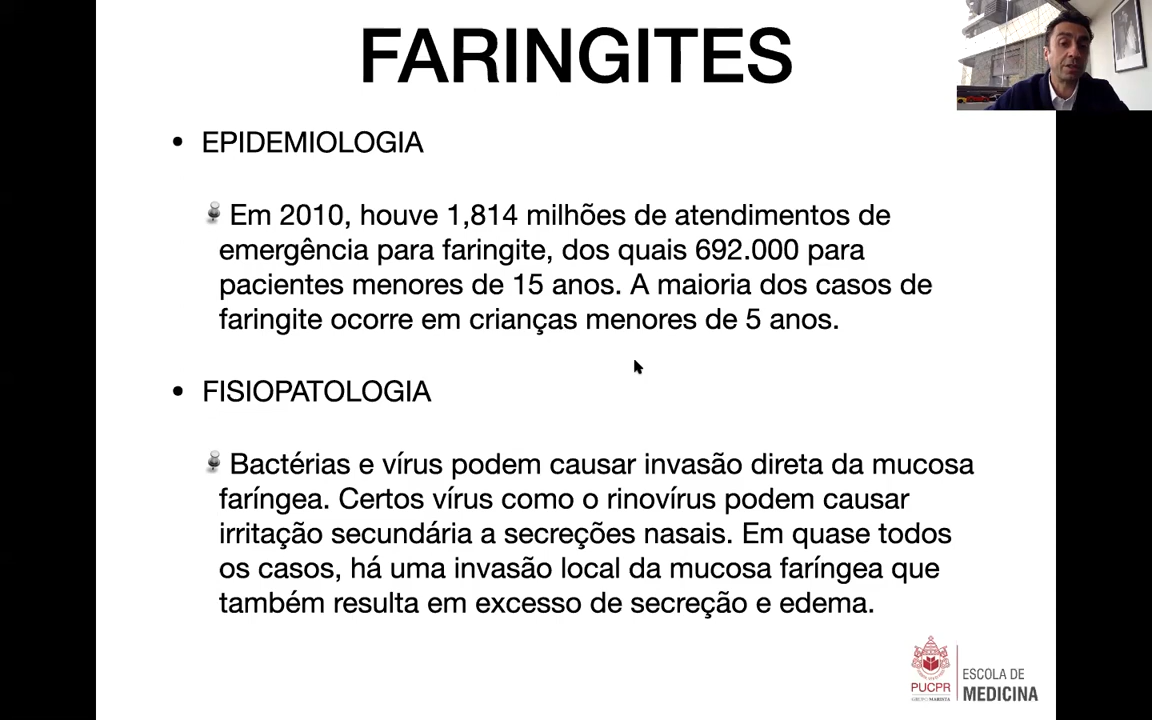 FARINGITES
• EPIDEMIOLOGIA
Em 2010, houve 1,814 milhões de atendimentos de
emergência para faringite, dos quais 692.000 para
pacientes menores de 15 anos. A maioria dos casos de
faringite ocorre em crianças menores de 5 anos.
• FISIOPATOLOGIA
Bactérias e vírus podem causar invasão direta da mucosa
faríngea. Certos vírus como o rinovírus podem causar
irritação secundária a secreções nasais. Em quase todos
os casos, há uma invasão local da mucosa faríngea que
também resulta em excesso de secreção e edema.
PUCPR
GRUPO MARISTA
ESCOLA DE
MEDICINA